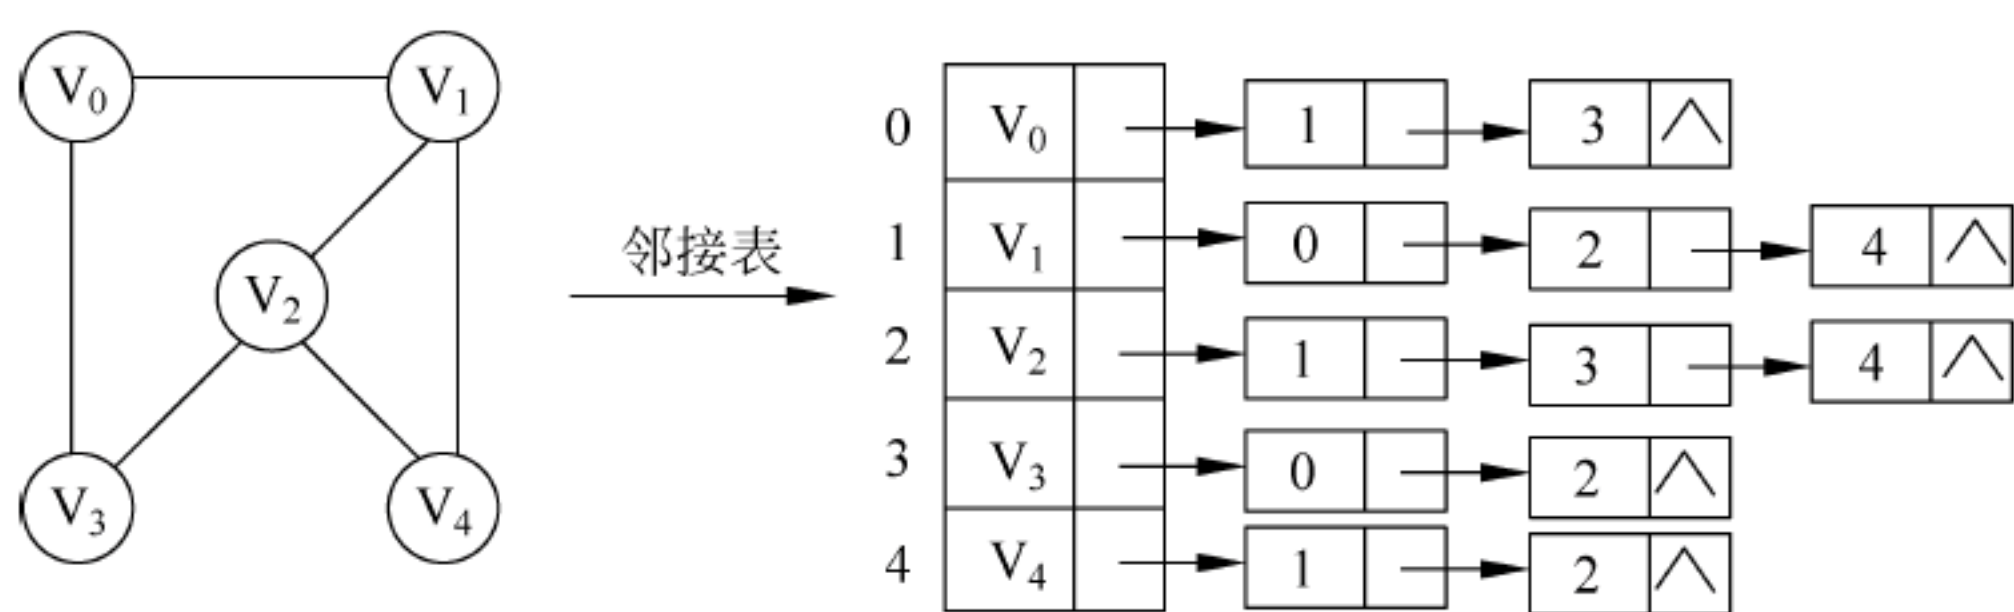 V₀ V₁
V₂
V₃ V₄
邻接表
0 V₀ 1 3 ∧
1 V₁ 0 2 4 ∧
2 V₂ 1 3 4 ∧
3 V₃ 0 2 ∧
4 V₄ 1 2 ∧